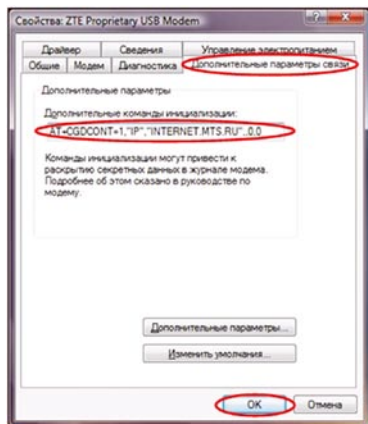 Свойства: ZTE Proprietary USB Modem
Драйвер Сведения Управление электропитанием
Общие Модем Диагностика Дополнительные параметры связи
Дополнительные параметры
Дополнительные команды инициализации:
AT+CGDCONT=1,"IP","INTERNET.MTS.RU",,0,0
Команды инициализации могут привести к
раскрытию секретных данных в журнале модема.
Подробнее об этом сказано в руководстве по
модему.
Дополнительные параметры...
Изменить умолчания...
OK Отмена